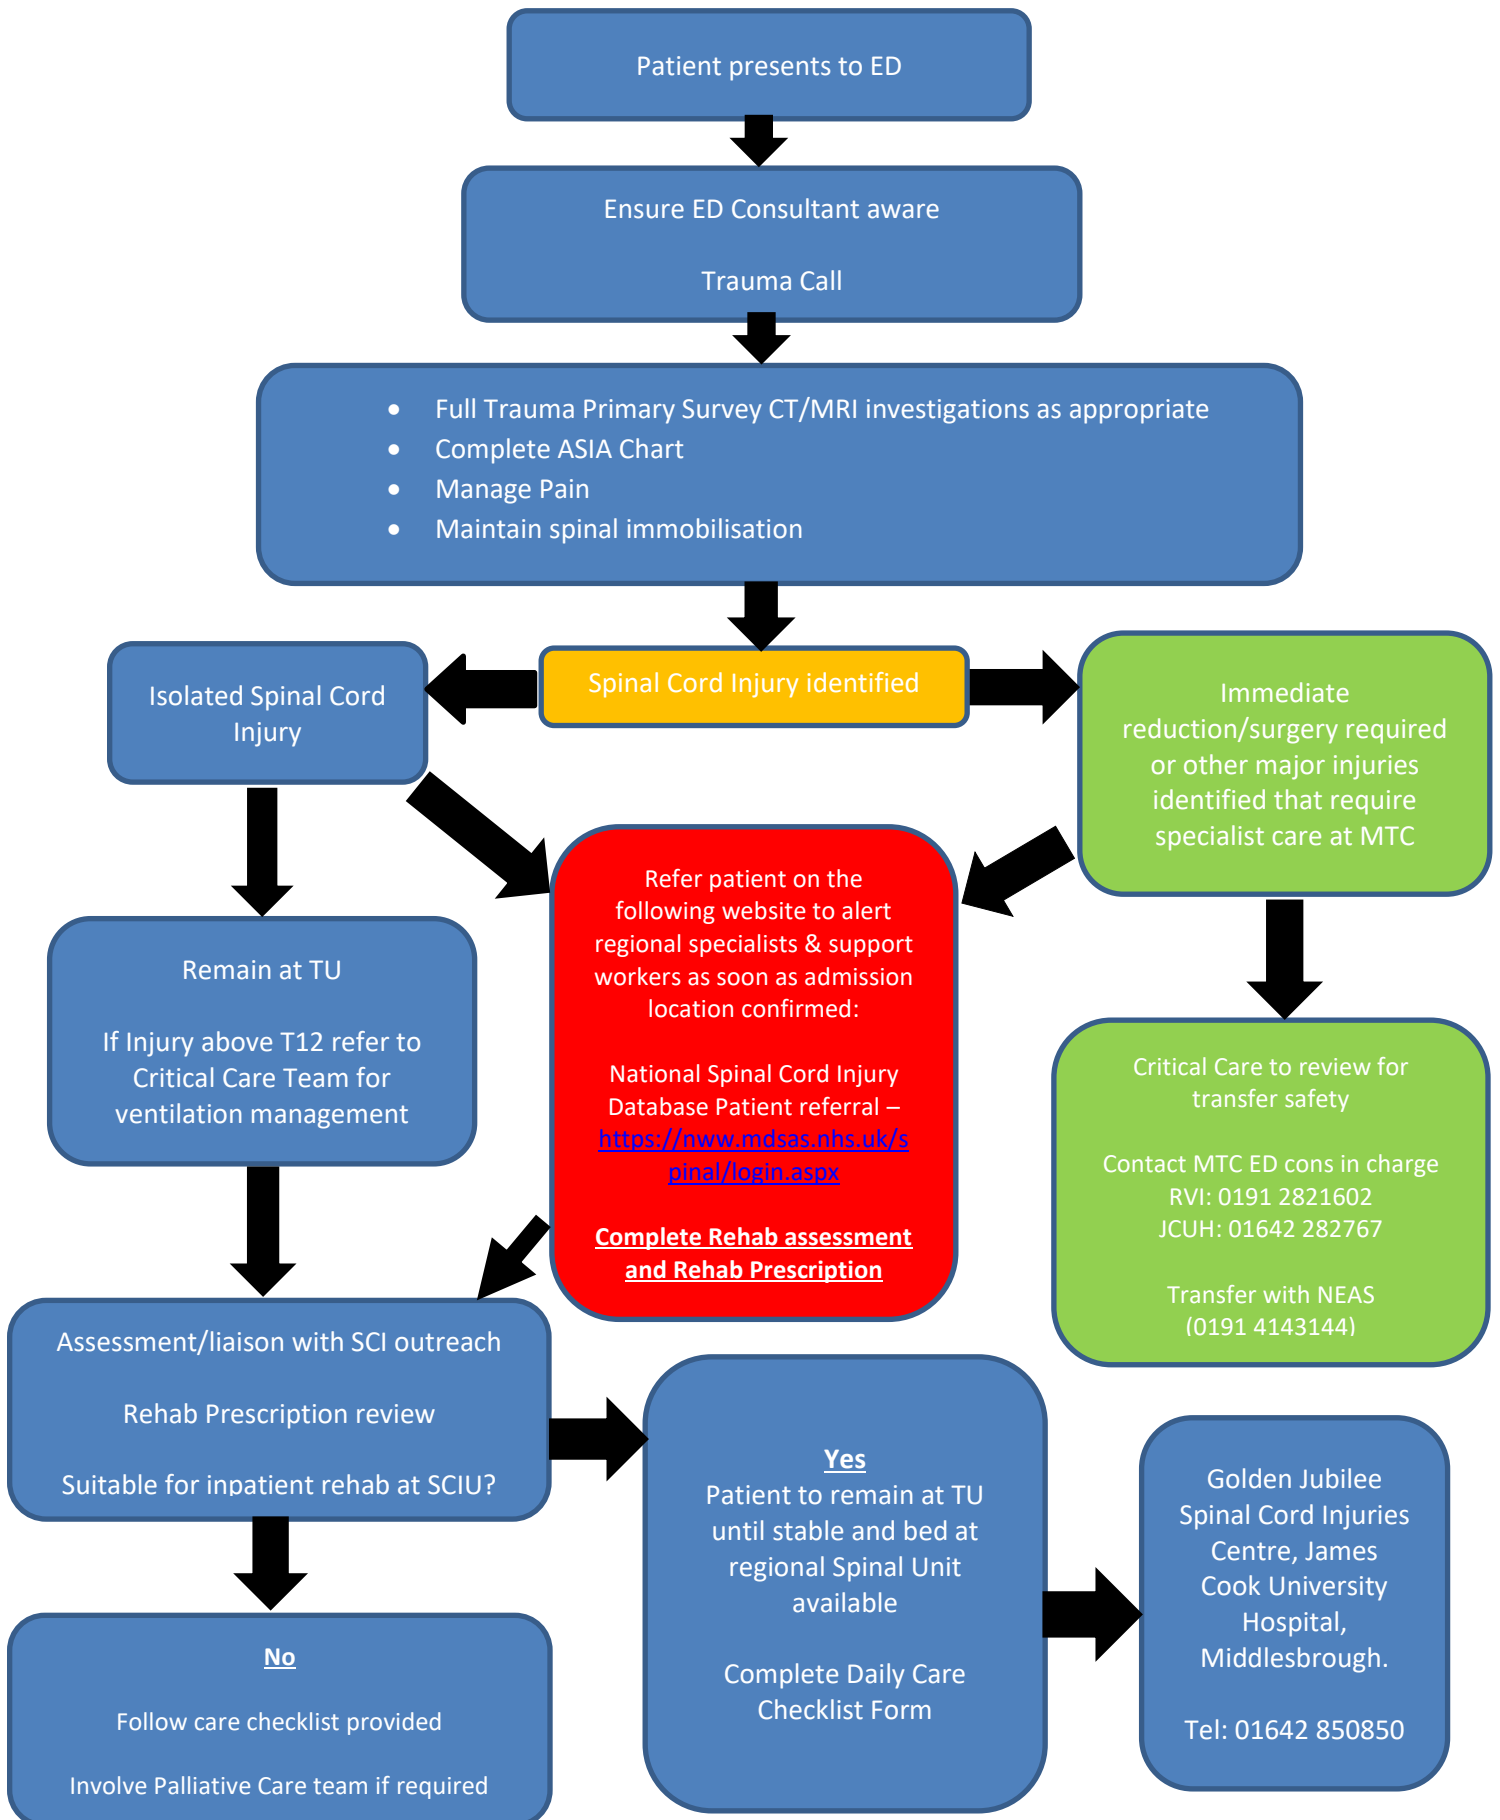 Patient presents to ED
Ensure ED Consultant aware
Trauma Call
• Full Trauma Primary Survey CT/MRI investigations as appropriate
• Complete ASIA Chart
• Manage Pain
• Maintain spinal immobilisation
Spinal Cord Injury identified
Isolated Spinal Cord
Injury
Immediate
reduction/surgery required
or other major injuries
identified that require
specialist care at MTC
Remain at TU
If Injury above T12 refer to
Critical Care Team for
ventilation management
Refer patient on the
following website to alert
regional specialists & support
workers as soon as admission
location confirmed:
National Spinal Cord Injury
Database Patient referral –
https://nww.mdsas.nhs.uk/s
pinal/login.aspx
Complete Rehab assessment
and Rehab Prescription
Critical Care to review for
transfer safety
Contact MTC ED cons in charge
RVI: 0191 2821602
JCUH: 01642 282767
Transfer with NEAS
(0191 4143144)
Assessment/liaison with SCI outreach
Rehab Prescription review
Suitable for inpatient rehab at SCIU?
Yes
Patient to remain at TU
until stable and bed at
regional Spinal Unit
available
Complete Daily Care
Checklist Form
Golden Jubilee
Spinal Cord Injuries
Centre, James
Cook University
Hospital,
Middlesbrough.
Tel: 01642 850850
No
Follow care checklist provided
Involve Palliative Care team if required